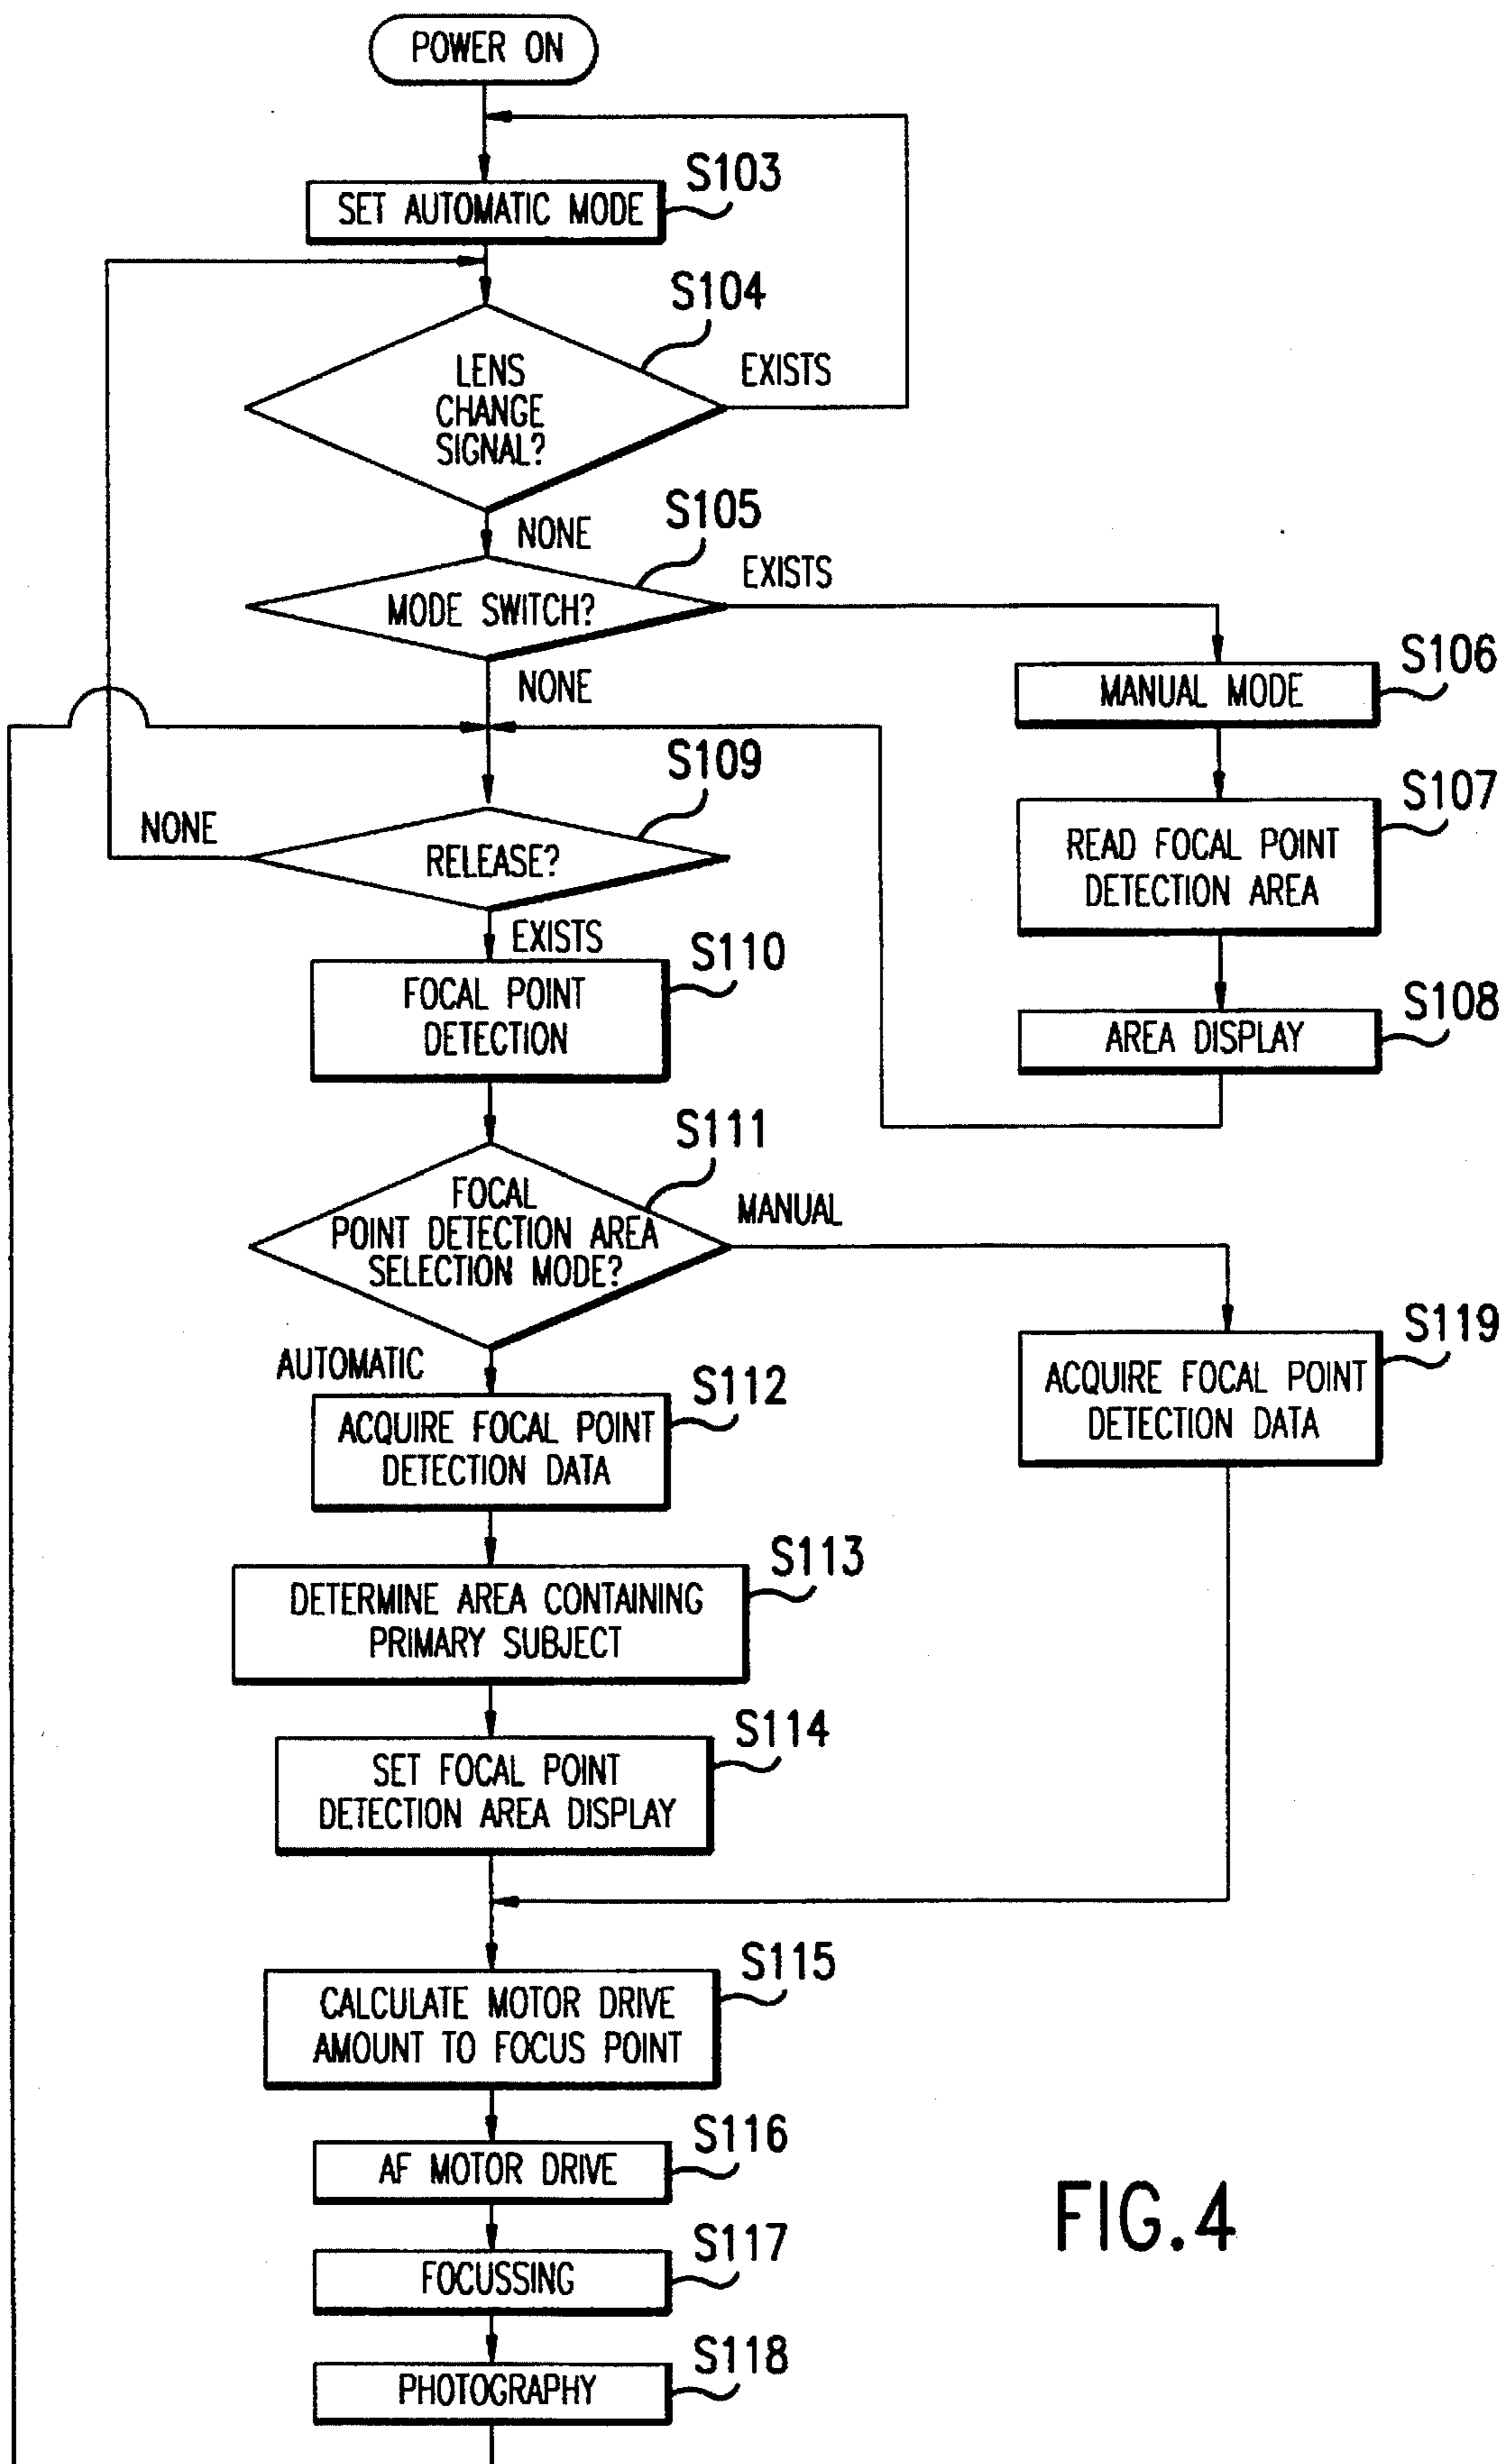 POWER ON
S103
SET AUTOMATIC MODE
S104
LENS
CHANGE
SIGNAL?
EXISTS
NONE
S105
MODE SWITCH?
EXISTS
NONE
S106
MANUAL MODE
S107
READ FOCAL POINT
DETECTION AREA
S108
AREA DISPLAY
S109
RELEASE?
NONE
EXISTS
S110
FOCAL POINT
DETECTION
S111
FOCAL
POINT DETECTION AREA
SELECTION MODE?
MANUAL
AUTOMATIC
S119
ACQUIRE FOCAL POINT
DETECTION DATA
S112
ACQUIRE FOCAL POINT
DETECTION DATA
S113
DETERMINE AREA CONTAINING
PRIMARY SUBJECT
S114
SET FOCAL POINT
DETECTION AREA DISPLAY
S115
CALCULATE MOTOR DRIVE
AMOUNT TO FOCUS POINT
S116
AF MOTOR DRIVE
S117
FOCUSSING
S118
PHOTOGRAPHY
FIG.4